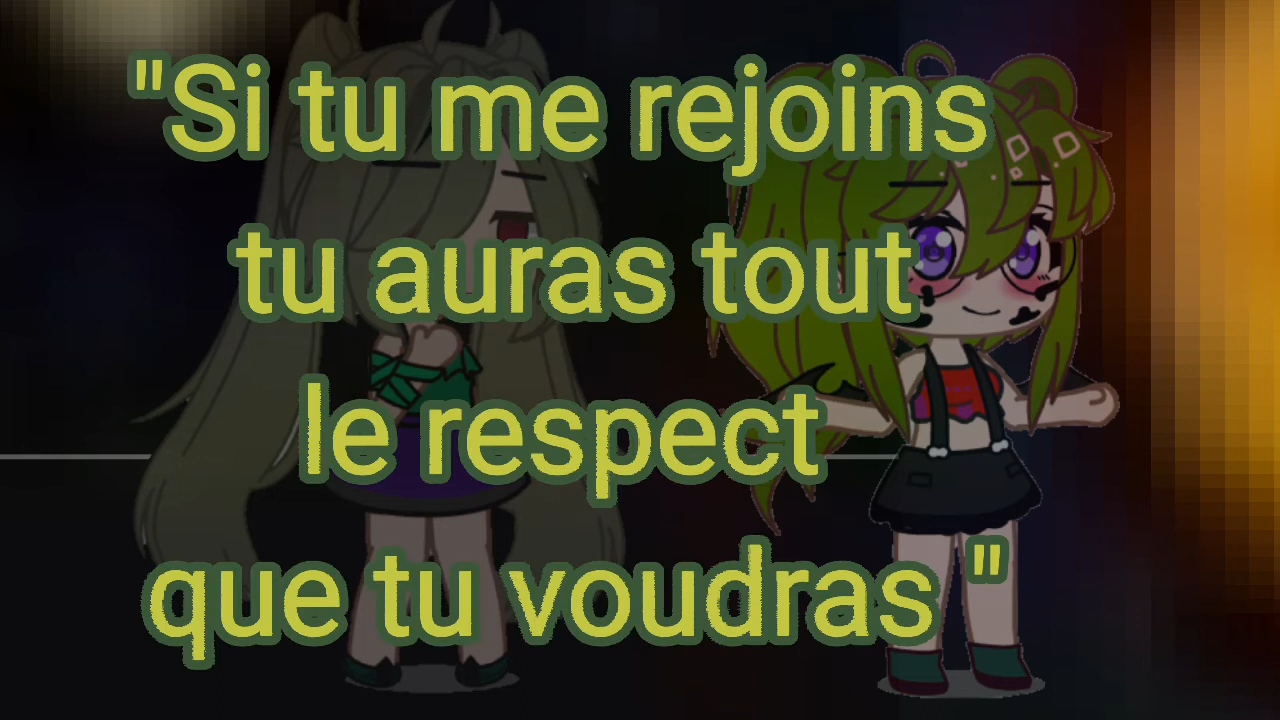 "Si tu me rejoins
tu auras tout
le respect
que tu voudras "